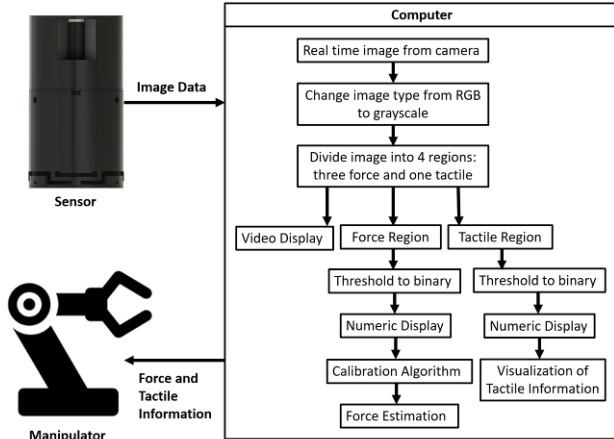 Computer
Real time image from camera
Image Data
Change image type from RGB
to grayscale
Divide image into 4 regions:
three force and one tactile
Sensor
Video Display
Force Region
Tactile Region
Threshold to binary
Threshold to binary
Numeric Display
Numeric Display
Calibration Algorithm
Visualization of
Tactile Information
Force and
Tactile
Information
Force Estimation
Manipulator